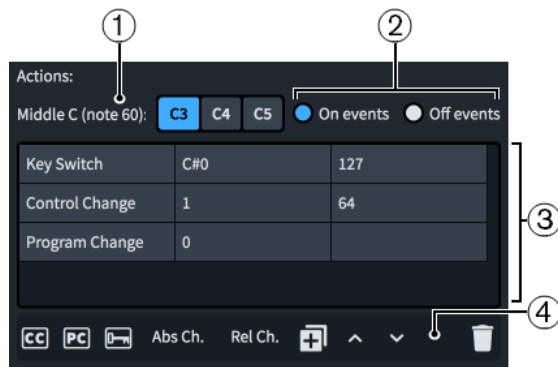 ① ②
Actions:
Middle C (note 60): C3 C4 C5 On events Off events
Key Switch C#0 127
Control Change 1 64
③
Program Change 0
④
CC PC Abs Ch. Rel Ch.